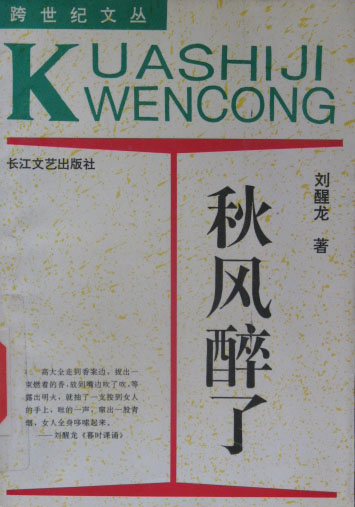 跨世纪文丛
KUASHIJI
WENCONG
长江文艺出版社
刘醒龙 著
秋风醉了
高大全走到香案边，拔出一
束燃着的香，放到嘴边吹了吹，等
露出明火，就抽了一支按到女人
的手上，吱的一声，窜出一股青
烟，女人全身哆嗦起来。
——刘醒龙《暮时课诵》